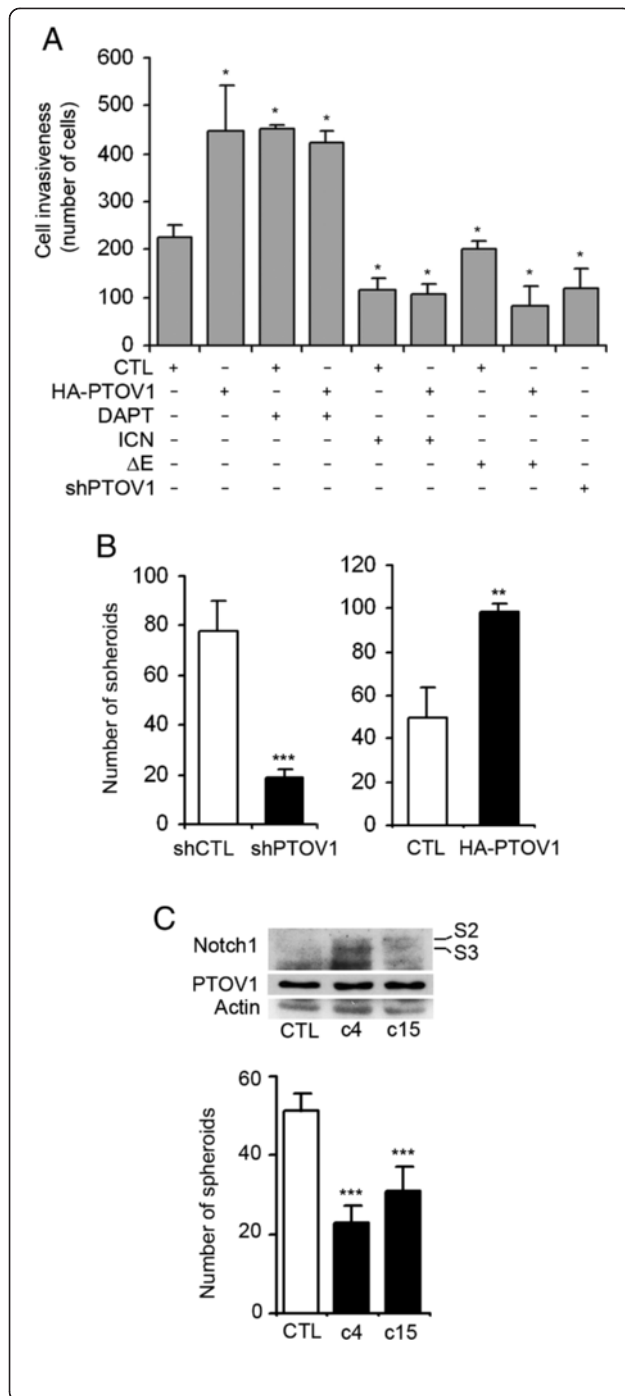 A
Cell invasiveness
(number of cells)
600
500
400
300
200
100
0
* * * * * * * *
CTL + – + – + – + – –
HA-PTOV1 – + – + – + – + –
DAPT – – + + – – – – –
ICN – – – – + + – – –
ΔE – – – – – – + + –
shPTOV1 – – – – – – – – +
B
Number of spheroids
100
80
60
40
20
0
***
shCTL shPTOV1
120
100
80
60
40
20
0
**
CTL HA-PTOV1
C
Notch1
S2
S3
PTOV1
Actin
CTL c4 c15
Number of spheroids
60
40
20
0
*** ***
CTL c4 c15